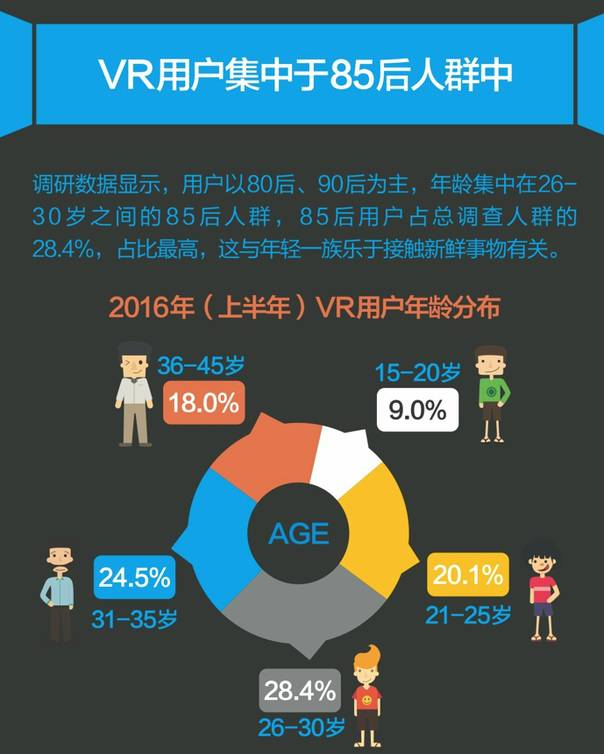 VR用户集中于85后人群中
调研数据显示，用户以80后、90后为主，年龄集中在26-
30岁之间的85后人群，85后用户占总调查人群的
28.4%，占比最高，这与年轻一族乐于接触新鲜事物有关。
2016年（上半年）VR用户年龄分布
36-45岁
18.0%
15-20岁
9.0%
AGE
24.5%
31-35岁
20.1%
21-25岁
28.4%
26-30岁